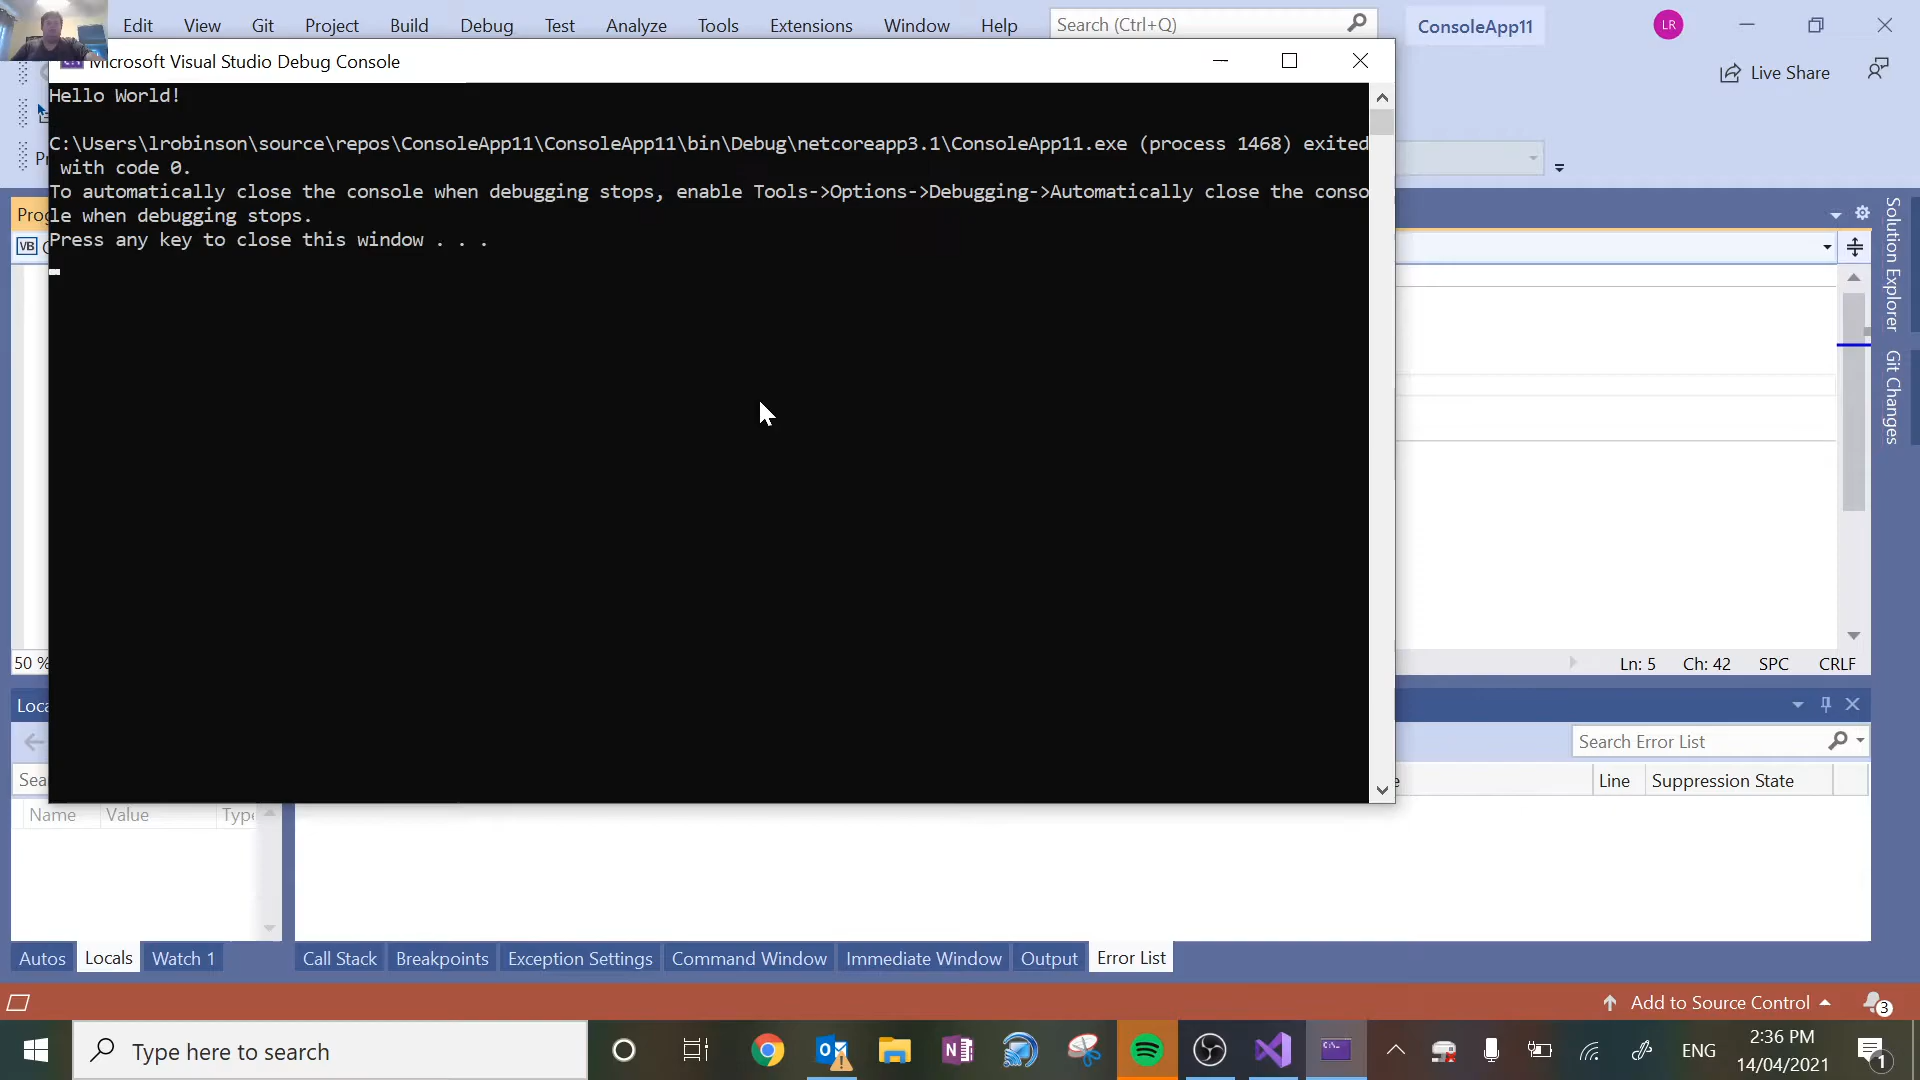 Edit View Git Project Build Debug Test Analyze Tools Extensions Window Help Search (Ctrl+Q) ConsoleApp11 LR
Microsoft Visual Studio Debug Console
Live Share
Hello World!
C:\Users\lrobinson\source\repos\ConsoleApp11\ConsoleApp11\bin\Debug\netcoreapp3.1\ConsoleApp11.exe (process 1468) exited
with code 0.
To automatically close the console when debugging stops, enable Tools->Options->Debugging->Automatically close the conso
le when debugging stops.
Press any key to close this window . . .
VB
Solution Explorer
Git Changes
50 %
Ln: 5 Ch: 42 SPC CRLF
Search Error List
Line Suppression State
Name Value Type
Autos Locals Watch 1 Call Stack Breakpoints Exception Settings Command Window Immediate Window Output Error List
Add to Source Control 3
Type here to search
ENG
2:36 PM
14/04/2021
1